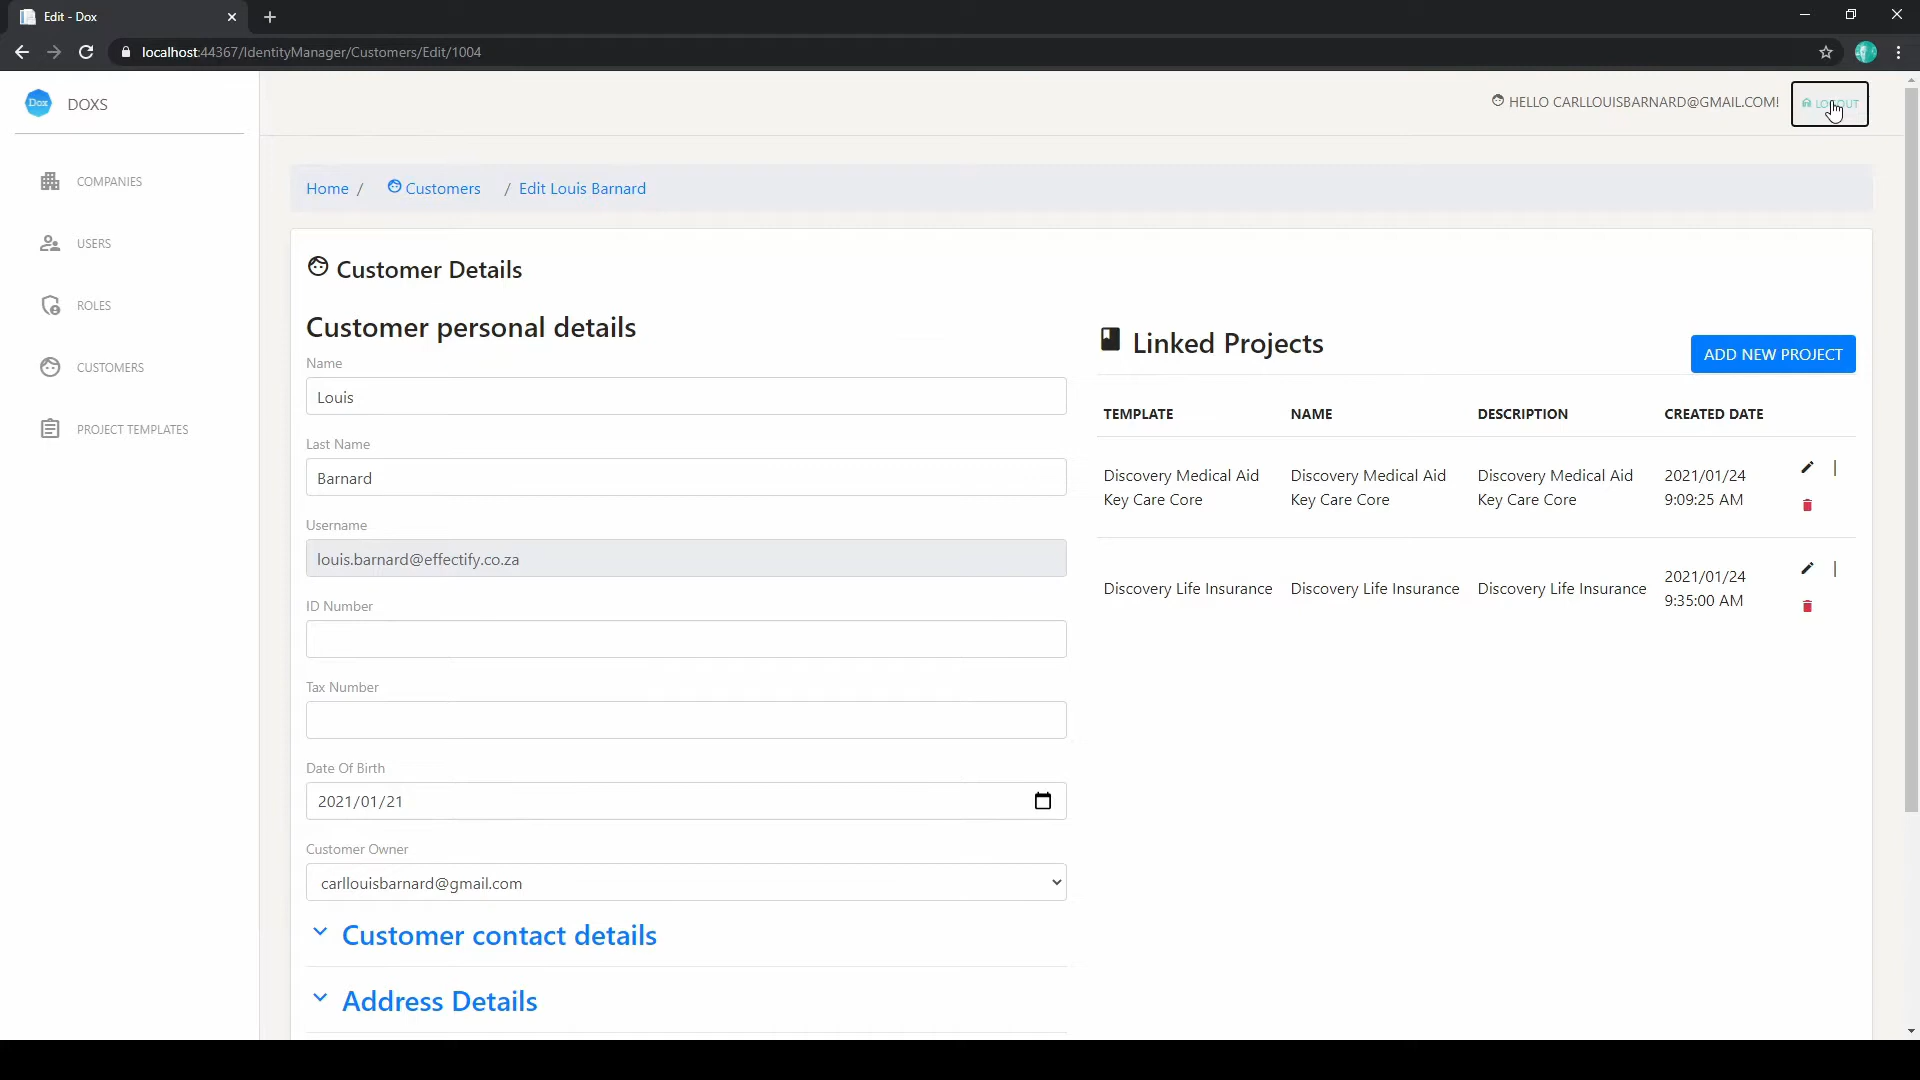 Edit - Dox
localhost:44367/IdentityManager/Customers/Edit/1004
Dox DOXS
HELLO CARLLOUISBARNARD@GMAIL.COM!
COMPANIES
USERS
ROLES
CUSTOMERS
PROJECT TEMPLATES
Home / Customers / Edit Louis Barnard
Customer Details
Customer personal details
Name
Louis
Last Name
Barnard
Username
louis.barnard@effectify.co.za
ID Number
Tax Number
Date Of Birth
2021/01/21
Customer Owner
carllouisbarnard@gmail.com
Customer contact details
Address Details
Linked Projects
ADD NEW PROJECT
TEMPLATE NAME DESCRIPTION CREATED DATE
Discovery Medical Aid Discovery Medical Aid Discovery Medical Aid 2021/01/24 |
Key Care Core Key Care Core Key Care Core 9:09:25 AM
Discovery Life Insurance Discovery Life Insurance Discovery Life Insurance 2021/01/24 |
9:35:00 AM